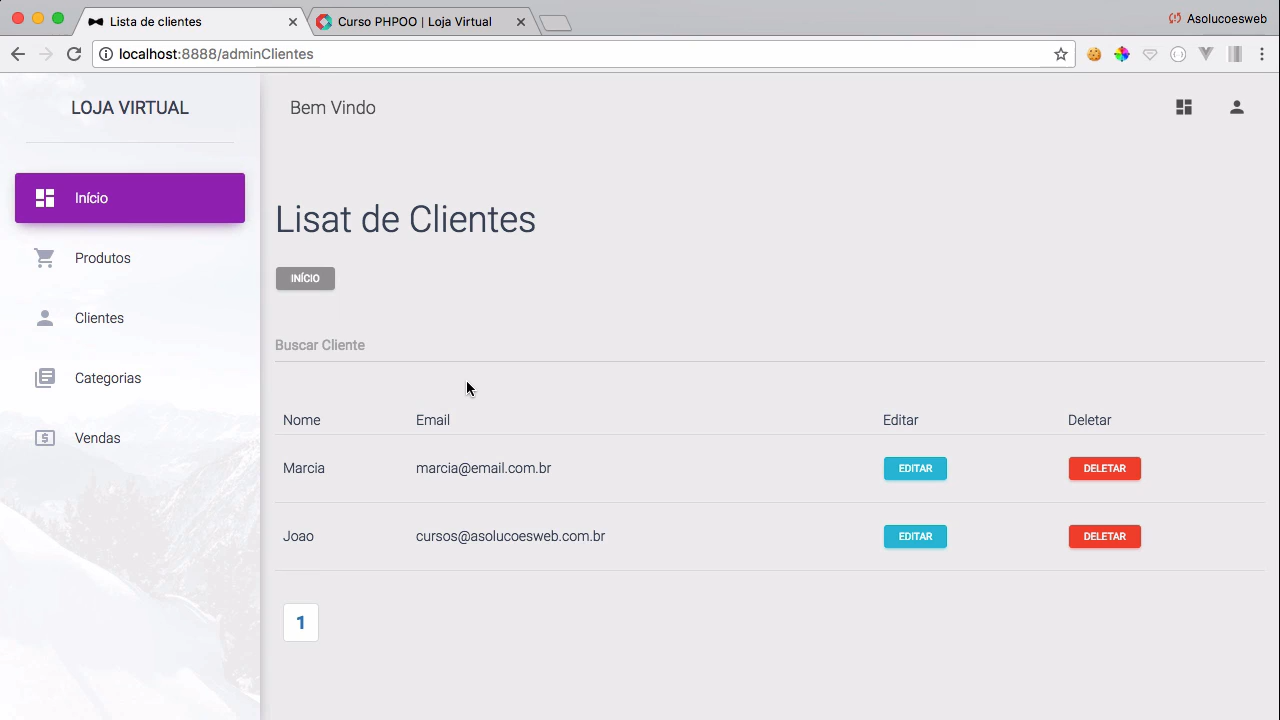 Lista de clientes
Curso PHPOO | Loja Virtual
Asolucoesweb
localhost:8888/adminClientes
LOJA VIRTUAL
Bem Vindo
Início
Produtos
Clientes
Categorias
Vendas
Lisat de Clientes
INÍCIO
Buscar Cliente
Nome Email Editar Deletar
Marcia marcia@email.com.br EDITAR DELETAR
Joao cursos@asolucoesweb.com.br EDITAR DELETAR
1